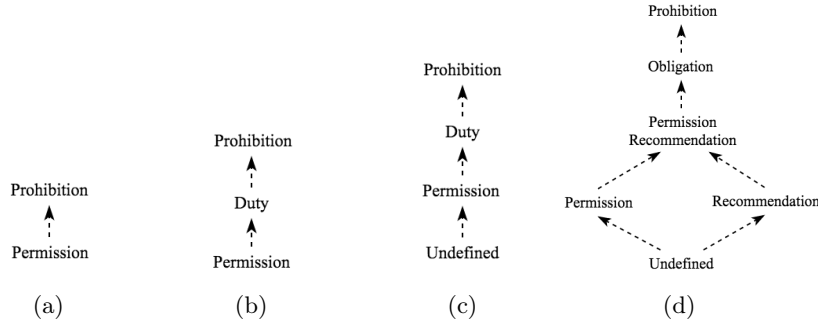 Prohibition
Permission
(a)
Prohibition
Duty
Permission
(b)
Prohibition
Duty
Permission
Undefined
(c)
Prohibition
Obligation
Permission
Recommendation
Permission
Recommendation
Undefined
(d)